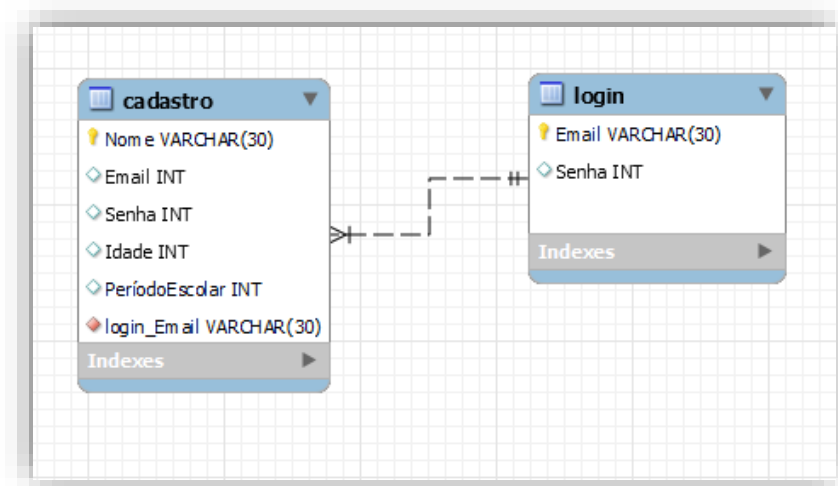 cadastro
Nome VARCHAR(30)
Email INT
Senha INT
Idade INT
PeríodoEscolar INT
login_Email VARCHAR(30)
Indexes
login
Email VARCHAR(30)
Senha INT
Indexes